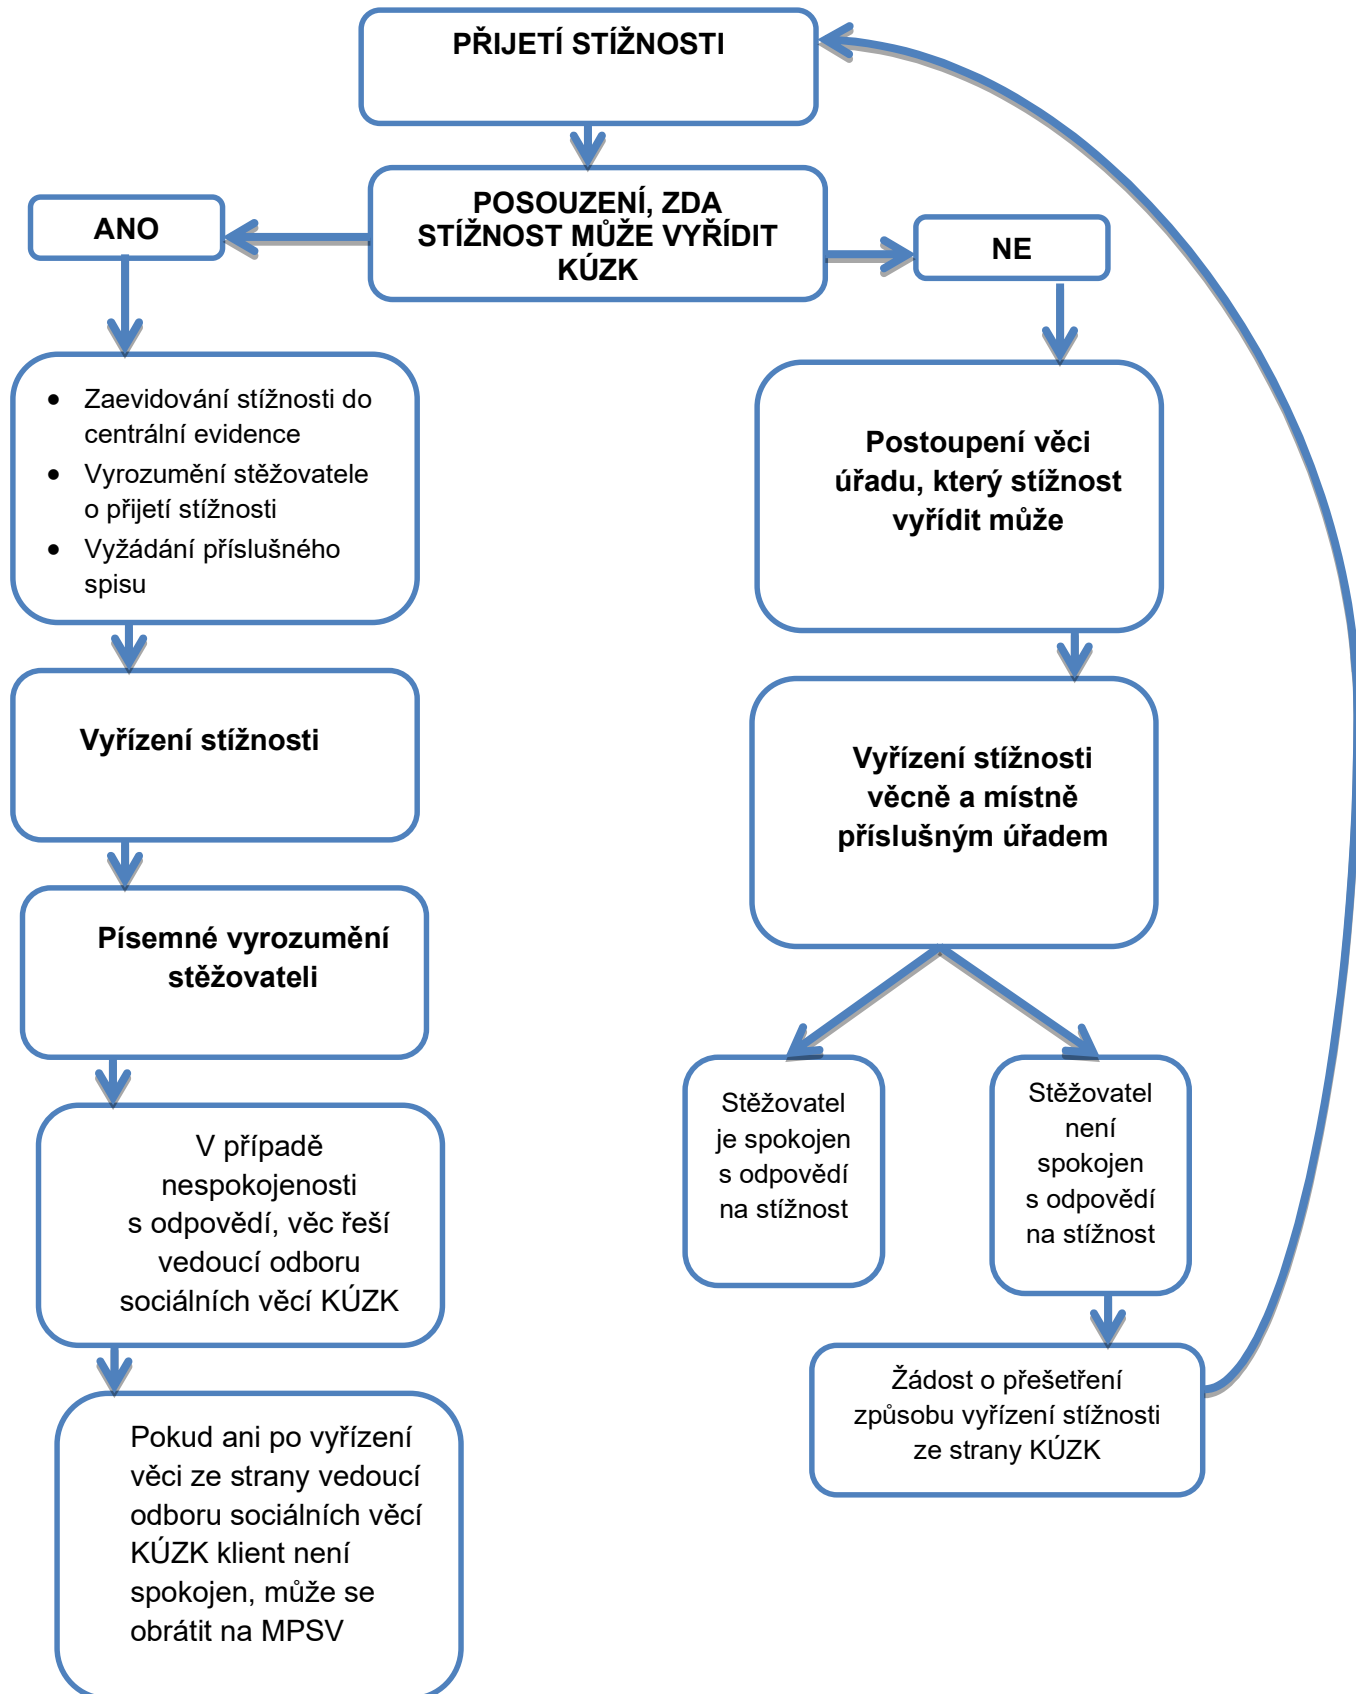 PŘIJETÍ STÍŽNOSTI
POSOUZENÍ, ZDA
STÍŽNOST MŮŽE VYŘÍDIT
KÚZK
ANO
NE
• Zaevidování stížnosti do
centrální evidence
• Vyrozumění stěžovatele
o přijetí stížnosti
• Vyžádání příslušného
spisu
Vyřízení stížnosti
Písemné vyrozumění
stěžovateli
V případě
nespokojenosti
s odpovědí, věc řeší
vedoucí odboru
sociálních věcí KÚZK
Pokud ani po vyřízení
věci ze strany vedoucí
odboru sociálních věcí
KÚZK klient není
spokojen, může se
obrátit na MPSV
Postoupení věci
úřadu, který stížnost
vyřídit může
Vyřízení stížnosti
věcně a místně
příslušným úřadem
Stěžovatel
je spokojen
s odpovědí
na stížnost
Stěžovatel
není
spokojen
s odpovědí
na stížnost
Žádost o přešetření
způsobu vyřízení stížnosti
ze strany KÚZK